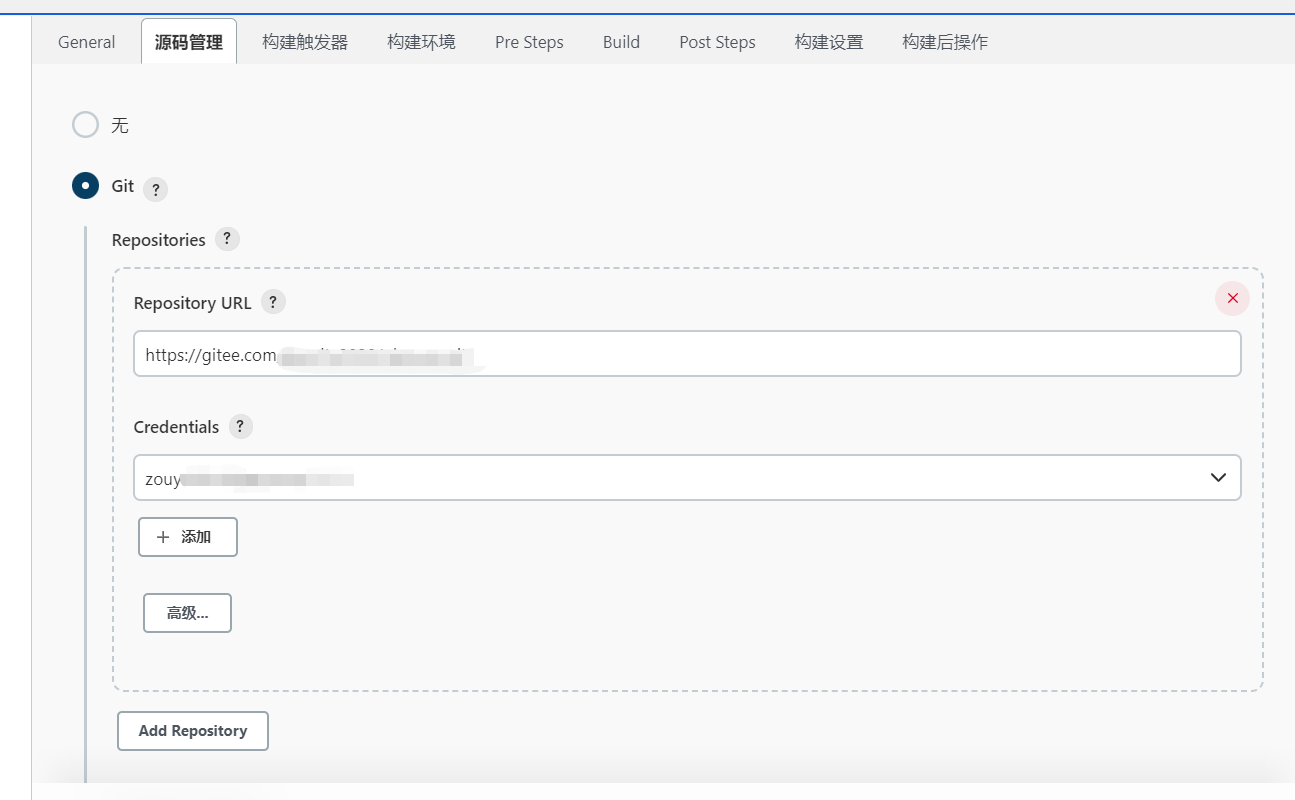 General 源码管理 构建触发器 构建环境 Pre Steps Build Post Steps 构建设置 构建后操作
无
Git ?
Repositories ?
Repository URL ?
https://gitee.com
Credentials ?
zouy
添加
高级...
Add Repository